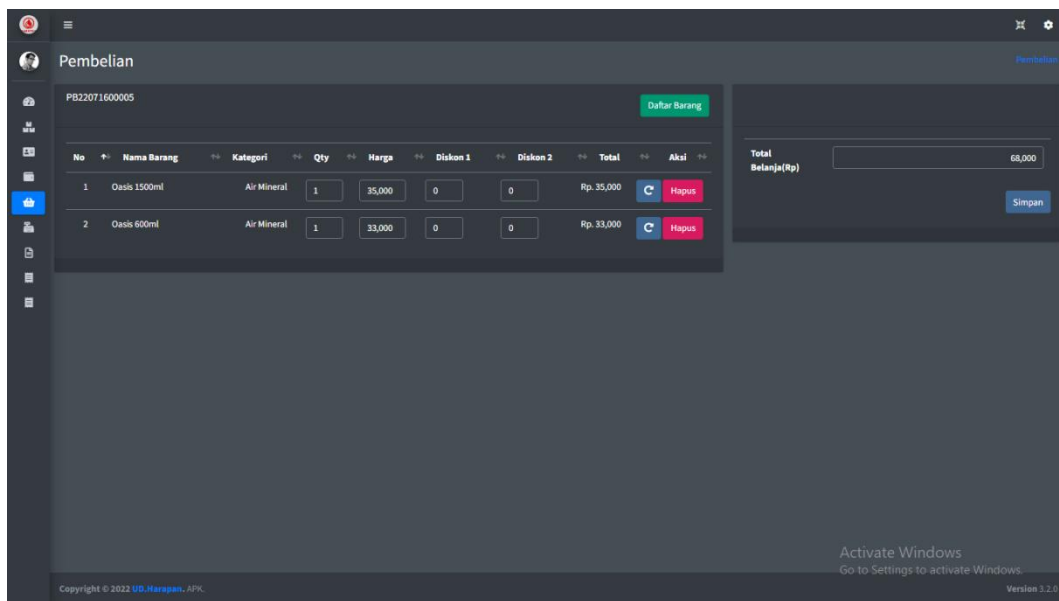 Pembelian
Pembelian
PB22071600005
Daftar Barang
No Nama Barang Kategori Qty Harga Diskon 1 Diskon 2 Total Aksi
1 Oasis 1500ml Air Mineral 1 35,000 0 0 Rp. 35,000 Hapus
2 Oasis 600ml Air Mineral 1 33,000 0 0 Rp. 33,000 Hapus
Total
Belanja(Rp)
68,000
Simpan
Activate Windows
Go to Settings to activate Windows.
Copyright © 2022 UD.Harapan. APK.
Version 3.2.0